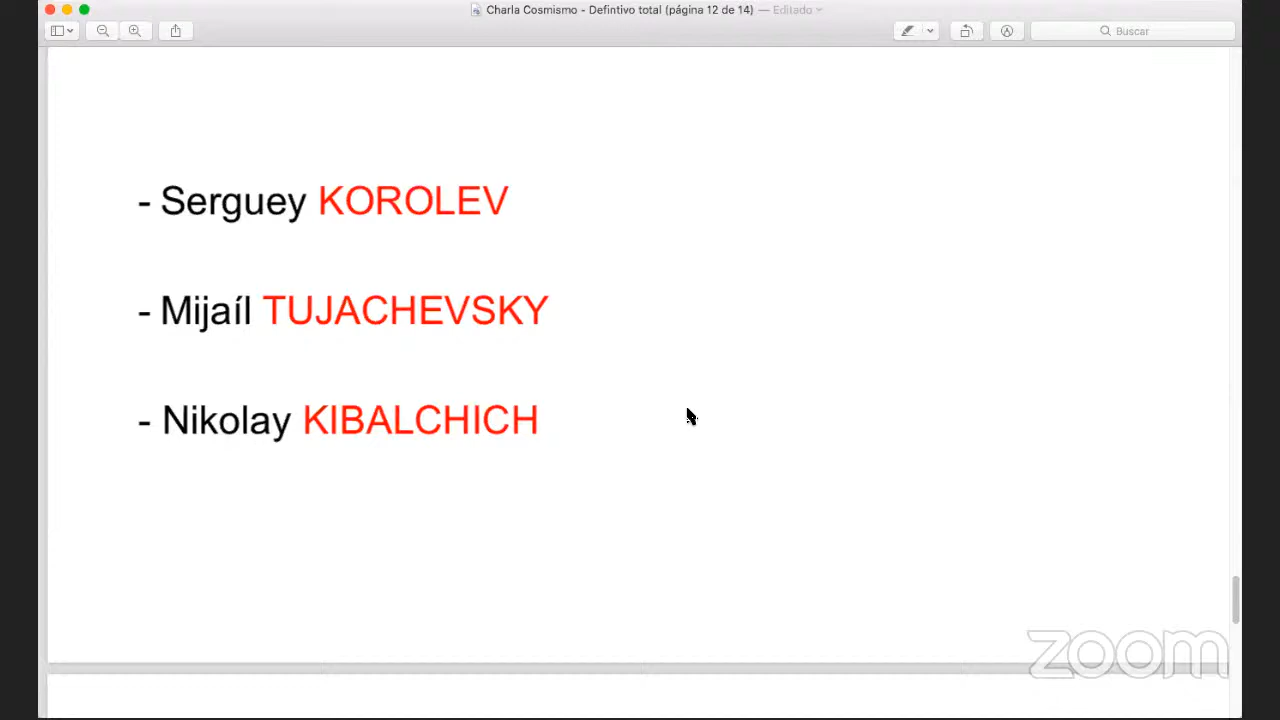 Charla Cosmismo - Defintivo total (página 12 de 14) — Editado
Buscar
- Serguey KOROLEV
- Mijaíl TUJACHEVSKY
- Nikolay KIBALCHICH
zoom